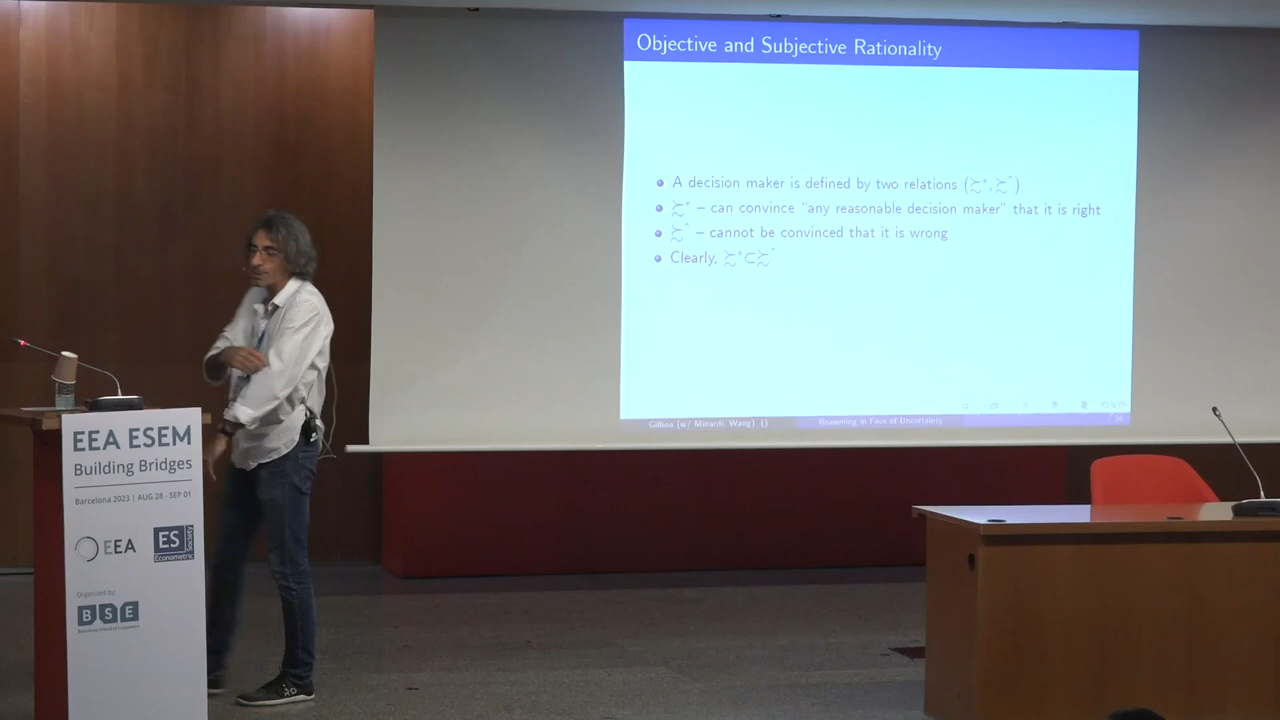 Objective and Subjective Rationality
A decision maker is defined by two relations (≿*, ≿^)
≿* – can convince "any reasonable decision maker" that it is right
≿^ – cannot be convinced that it is wrong
Clearly, ≿*⊂≿^
Gilboa (w/ Minardi, Wang) () Reasoning in Face of Uncertainty
EEA ESEM
Building Bridges
Barcelona 2023 | AUG 28 - SEP 01
EEA
ES
Econometric
Society
Organized by:
BSE
Barcelona School of Economics